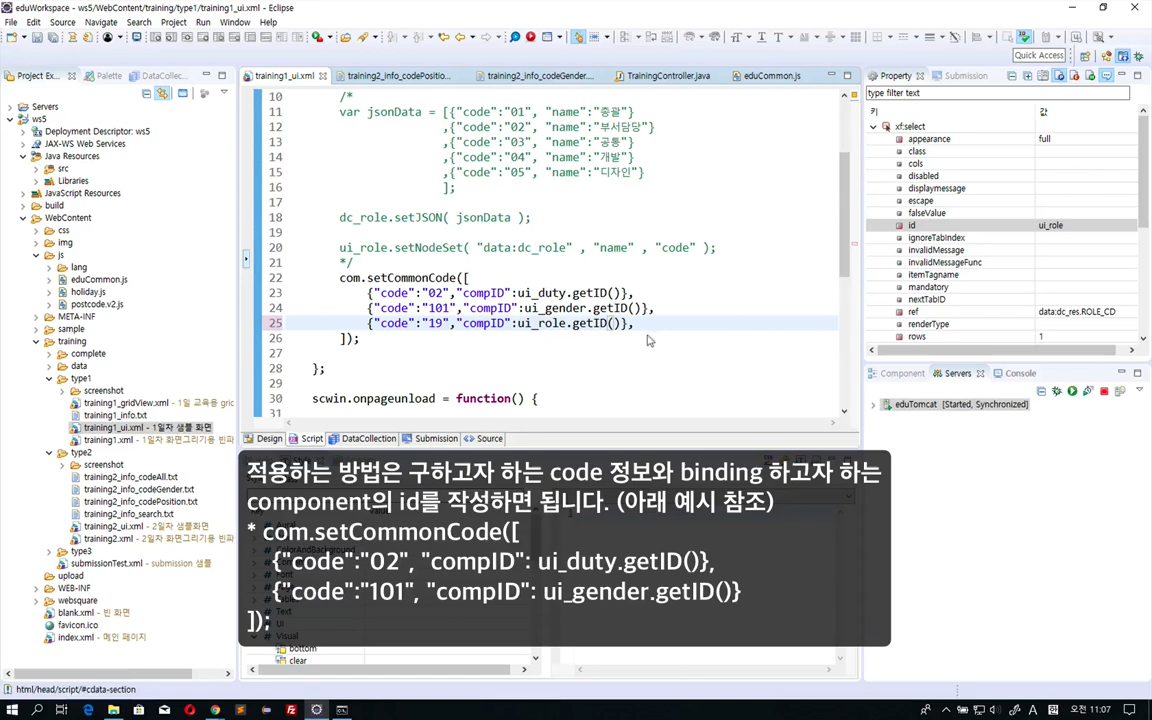 eduWorkspace - ws5/WebContent/training/type1/training1_ui.xml - Eclipse
File Edit Source Navigate Search Project Run Window Help
Quick Access
Project Ex...
Palette
DataCollec...
training1_ui.xml
training2_info_codePositio...
training2_info_codeGender....
TrainingController.java
eduCommon.js
Property
Submission
Servers
ws5
Deployment Descriptor: ws5
JAX-WS Web Services
Java Resources
src
Libraries
JavaScript Resources
build
WebContent
css
img
js
lang
eduCommon.js
holiday.js
postcode.v2.js
META-INF
sample
training
complete
data
type1
screenshot
training1_gridView.xml - 1일 교육용 gric
training1_info.txt
training1_ui.xml - 1일자 샘플 화면
training1.xml - 1일자 화면그리기용 빈파
type2
screenshot
training2_info_codeAll.txt
training2_info_codeGender.txt
training2_info_codePosition.txt
training2_info_search.txt
training2_ui.xml - 2일자 샘플화면
training2.xml - 2일자 화면그리기용 빈파
type3
submissionTest.xml - submission 샘플
upload
WEB-INF
websquare
blank.xml - 빈 화면
favicon.ico
index.xml - 메인 페이지
10 /*
11 var jsonData = [{"code":"01", "name":"총괄"}
12 ,{"code":"02", "name":"부서담당"}
13 ,{"code":"03", "name":"공통"}
14 ,{"code":"04", "name":"개발"}
15 ,{"code":"05", "name":"디자인"}
16 ];
17
18 dc_role.setJSON( jsonData );
19
20 ui_role.setNodeSet( "data:dc_role" , "name" , "code" );
21 */
22 com.setCommonCode([
23 {"code":"02","compID":ui_duty.getID()},
24 {"code":"101","compID":ui_gender.getID()},
25 {"code":"19","compID":ui_role.getID()},
26 ]);
27
28 };
29
30 scwin.onpageunload = function() {
31
Design Script DataCollection Submission Source
type filter text
키 값
xf:select
appearance full
class
cols
disabled
displaymessage
escape
falseValue
id ui_role
ignoreTabIndex
invalidMessage
invalidMessageFunc
itemTagname
mandatory
nextTabID
ref data:dc_res.ROLE_CD
renderType
rows 1
Component Servers Console
eduTomcat [Started, Synchronized]
적용하는 방법은 구하고자 하는 code 정보와 binding 하고자 하는
component의 id를 작성하면 됩니다. (아래 예시 참조)
* com.setCommonCode([
{"code":"02", "compID": ui_duty.getID()},
{"code":"101", "compID": ui_gender.getID()}
]);
Visual
bottom
clear
html/head/script/#cdata-section
A 오전 11:07